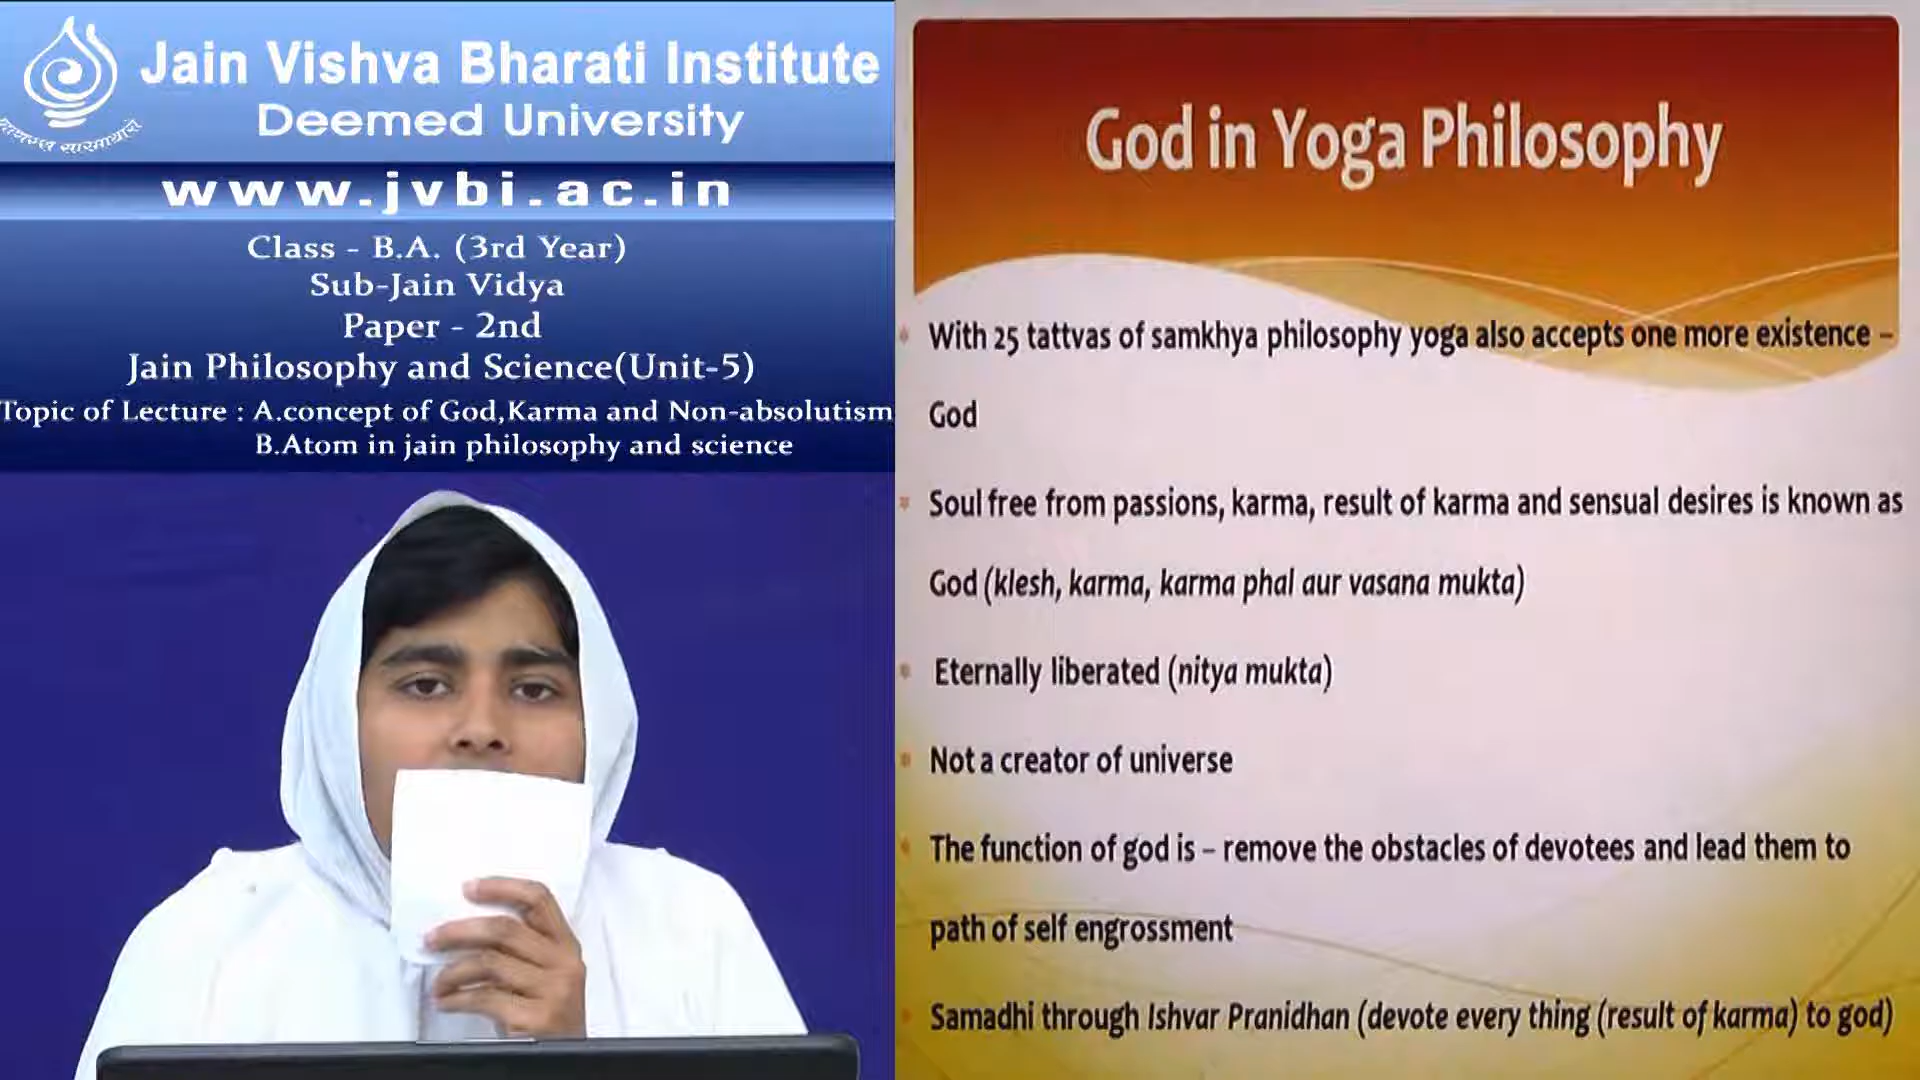 Jain Vishva Bharati Institute
Deemed University
www.jvbi.ac.in
Class - B.A. (3rd Year)
Sub-Jain Vidya
Paper - 2nd
Jain Philosophy and Science(Unit-5)
Topic of Lecture : A.concept of God,Karma and Non-absolutism
B.Atom in jain philosophy and science
God in Yoga Philosophy
With 25 tattvas of samkhya philosophy yoga also accepts one more existence –
God
Soul free from passions, karma, result of karma and sensual desires is known as
God (klesh, karma, karma phal aur vasana mukta)
Eternally liberated (nitya mukta)
Not a creator of universe
The function of god is – remove the obstacles of devotees and lead them to
path of self engrossment
Samadhi through Ishvar Pranidhan (devote every thing (result of karma) to god)